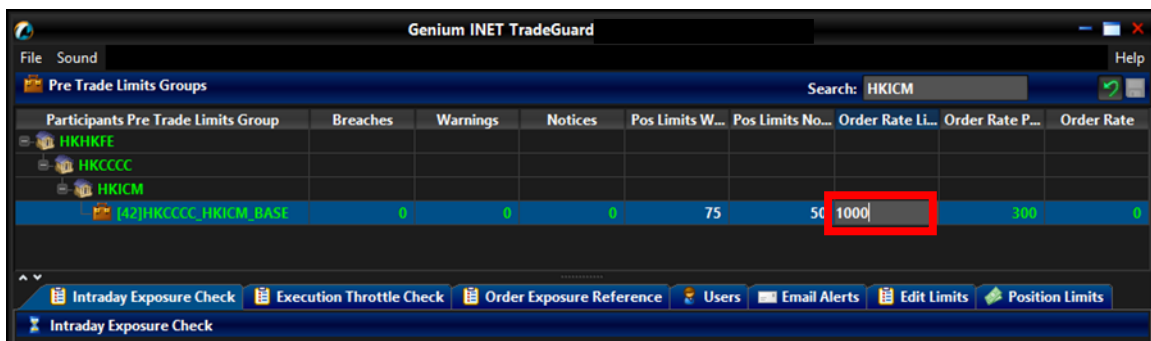 Genium INET TradeGuard
File Sound Help
Pre Trade Limits Groups Search: HKICM
Participants Pre Trade Limits Group Breaches Warnings Notices Pos Limits W... Pos Limits No... Order Rate Li... Order Rate P... Order Rate
HKHKFE
HKCCCC
HKICM
[42]HKCCCC_HKICM_BASE 0 0 0 75 50 1000 300 0
Intraday Exposure Check Execution Throttle Check Order Exposure Reference Users Email Alerts Edit Limits Position Limits
Intraday Exposure Check